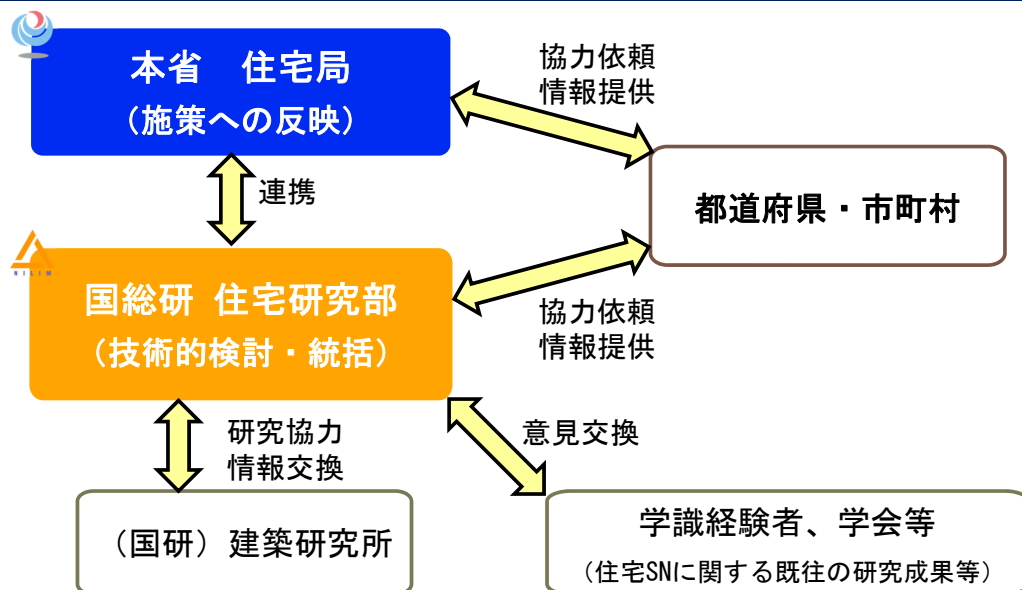 本省　住宅局
（施策への反映）
協力依頼
情報提供
連携
都道府県・市町村
NILIM
国総研 住宅研究部
（技術的検討・統括）
協力依頼
情報提供
研究協力
情報交換
意見交換
（国研）建築研究所
学識経験者、学会等
（住宅SNに関する既往の研究成果等）